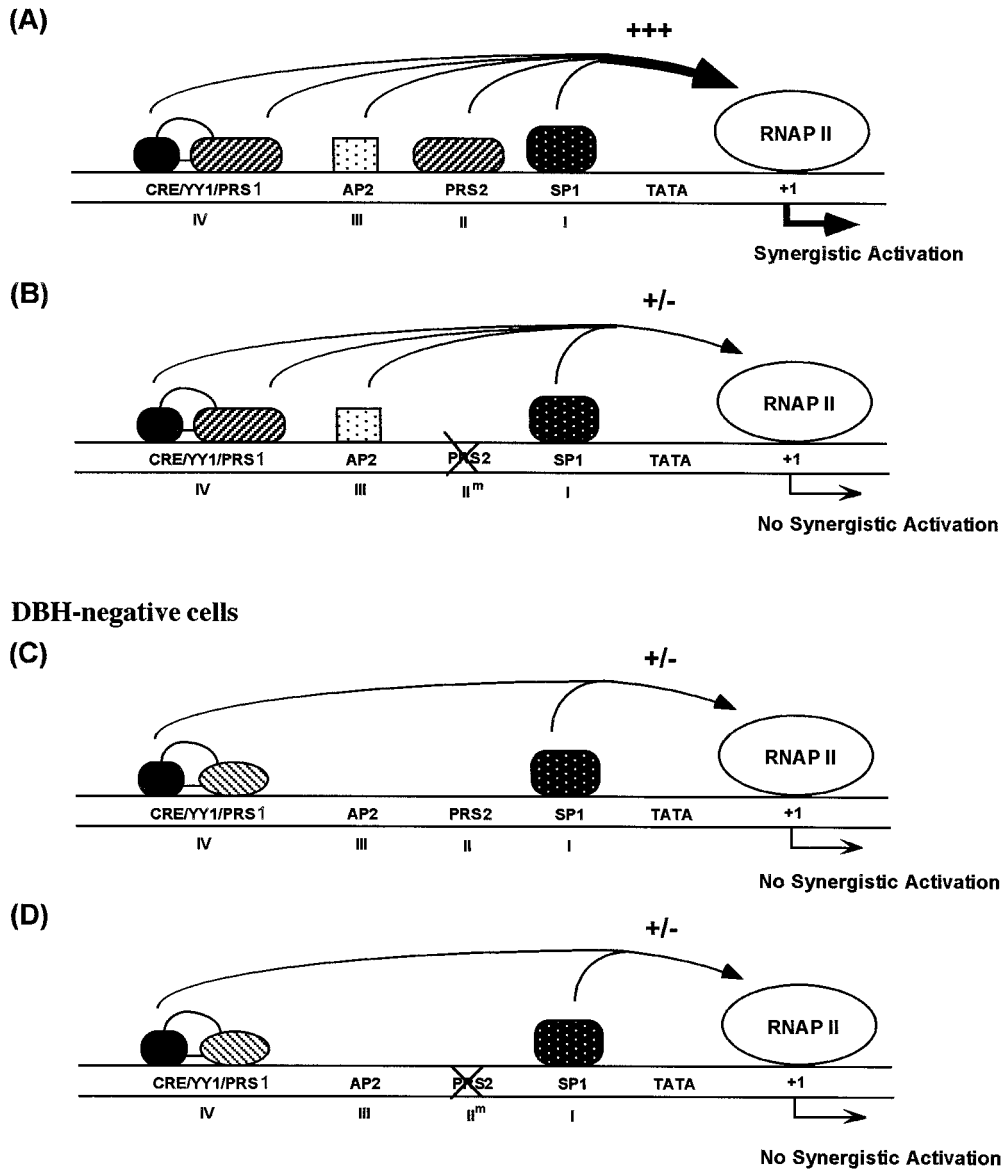 (A)
+++
RNAP II
CRE/YY1/PRS1 AP2 PRS2 SP1 TATA +1
IV III II I
Synergistic Activation
(B)
+/-
RNAP II
CRE/YY1/PRS1 AP2 PRS2 SP1 TATA +1
IV III II^m I
No Synergistic Activation
DBH-negative cells
(C)
+/-
RNAP II
CRE/YY1/PRS1 AP2 PRS2 SP1 TATA +1
IV III II I
No Synergistic Activation
(D)
+/-
RNAP II
CRE/YY1/PRS1 AP2 PRS2 SP1 TATA +1
IV III II^m I
No Synergistic Activation